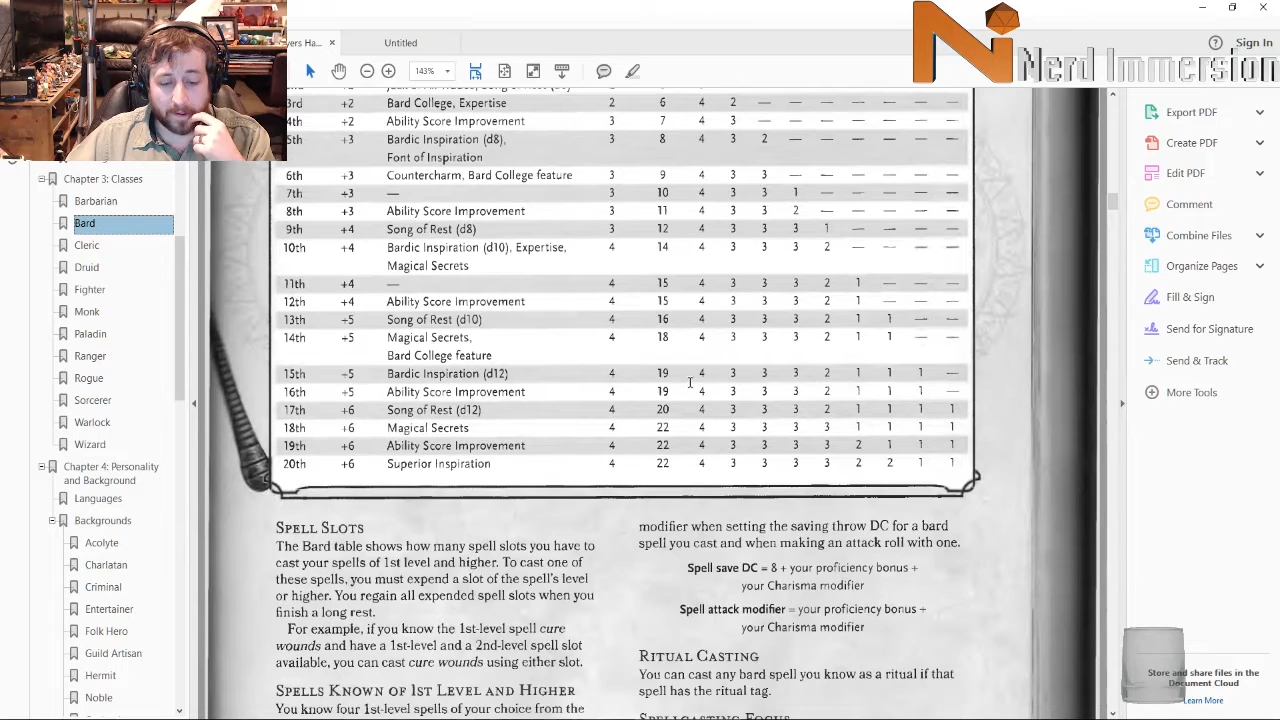 yers Ha...
Untitled
Nerd Immersion
Sign In
3rd +2 Bard College, Expertise 2 6 4 2 — — — — — — —
4th +2 Ability Score Improvement 3 7 4 3 — — — — — — —
5th +3 Bardic Inspiration (d8), 3 8 4 3 2 — — — — — —
Font of Inspiration
6th +3 Countercharm, Bard College feature 3 9 4 3 3 — — — — — —
7th +3 — 3 10 4 3 3 1 — — — — —
8th +3 Ability Score Improvement 3 11 4 3 3 2 — — — — —
9th +4 Song of Rest (d8) 3 12 4 3 3 3 1 — — — —
10th +4 Bardic Inspiration (d10), Expertise, 4 14 4 3 3 3 2 — — — —
Magical Secrets
11th +4 — 4 15 4 3 3 3 2 1 — — —
12th +4 Ability Score Improvement 4 15 4 3 3 3 2 1 — — —
13th +5 Song of Rest (d10) 4 16 4 3 3 3 2 1 1 — —
14th +5 Magical Secrets, 4 18 4 3 3 3 2 1 1 — —
Bard College feature
15th +5 Bardic Inspiration (d12) 4 19 4 3 3 3 2 1 1 1 —
16th +5 Ability Score Improvement 4 19 4 3 3 3 2 1 1 1 —
17th +6 Song of Rest (d12) 4 20 4 3 3 3 2 1 1 1 1
18th +6 Magical Secrets 4 22 4 3 3 3 3 1 1 1 1
19th +6 Ability Score Improvement 4 22 4 3 3 3 3 2 1 1 1
20th +6 Superior Inspiration 4 22 4 3 3 3 3 2 2 1 1
SPELL SLOTS
The Bard table shows how many spell slots you have to
cast your spells of 1st level and higher. To cast one of
these spells, you must expend a slot of the spell's level
or higher. You regain all expended spell slots when you
finish a long rest.
For example, if you know the 1st-level spell cure
wounds and have a 1st-level and a 2nd-level spell slot
available, you can cast cure wounds using either slot.
SPELLS KNOWN OF 1ST LEVEL AND HIGHER
You know four 1st-level spells of your choice from the
modifier when setting the saving throw DC for a bard
spell you cast and when making an attack roll with one.
Spell save DC = 8 + your proficiency bonus +
your Charisma modifier
Spell attack modifier = your proficiency bonus +
your Charisma modifier
RITUAL CASTING
You can cast any bard spell you know as a ritual if that
spell has the ritual tag.
SPELLCASTING FOCUS
Chapter 3: Classes
Barbarian
Bard
Cleric
Druid
Fighter
Monk
Paladin
Ranger
Rogue
Sorcerer
Warlock
Wizard
Chapter 4: Personality
and Background
Languages
Backgrounds
Acolyte
Charlatan
Criminal
Entertainer
Folk Hero
Guild Artisan
Hermit
Noble
Export PDF
Create PDF
Edit PDF
Comment
Combine Files
Organize Pages
Fill & Sign
Send for Signature
Send & Track
More Tools
Store and share files in the
Document Cloud
Learn More